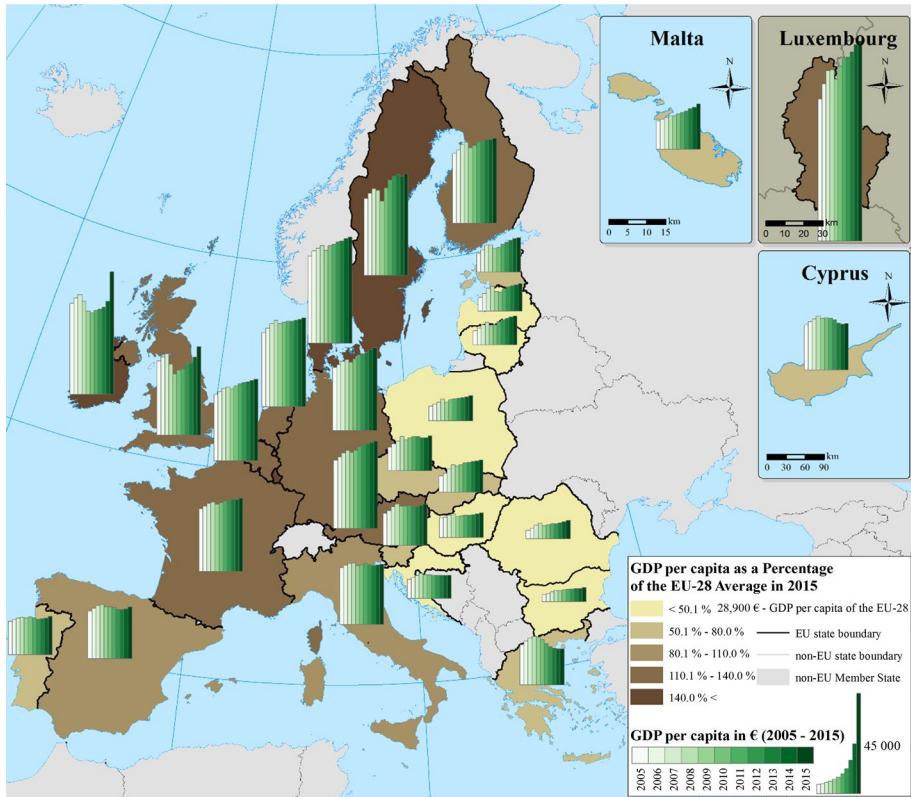 Malta
N
km
0 5 10 15
Luxembourg
N
km
0 10 20 30
Cyprus
N
km
0 30 60 90
GDP per capita as a Percentage
of the EU-28 Average in 2015
< 50.1 % 28,900 € - GDP per capita of the EU-28
50.1 % - 80.0 % EU state boundary
80.1 % - 110.0 % non-EU state boundary
110.1 % - 140.0 % non-EU Member State
140.0 % <
GDP per capita in € (2005 - 2015)
45 000
2005 2006 2007 2008 2009 2010 2011 2012 2013 2014 2015